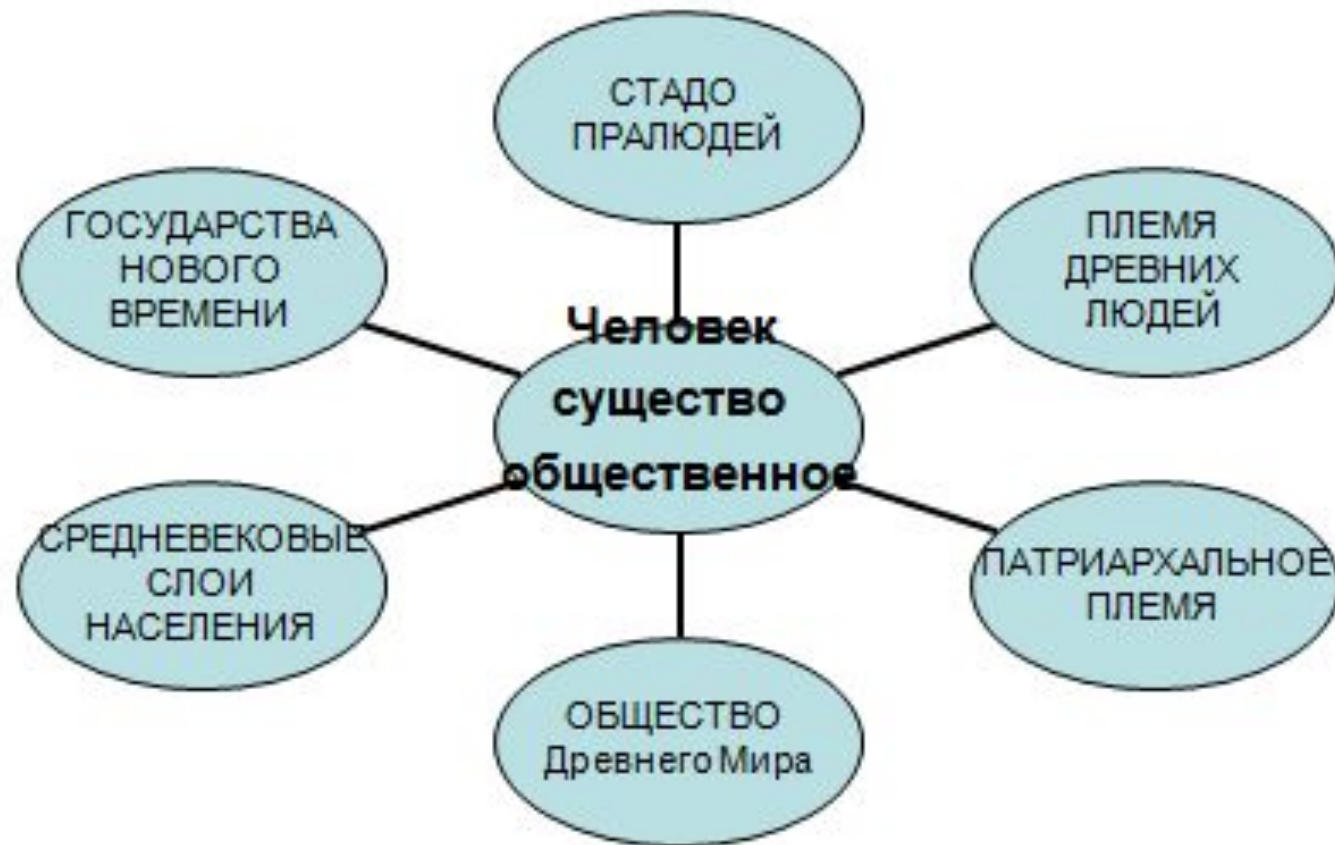 СТАДО
ПРАЛЮДЕЙ
ГОСУДАРСТВА
НОВОГО
ВРЕМЕНИ
ПЛЕМЯ
ДРЕВНИХ
ЛЮДЕЙ
Человек
существо
общественное
СРЕДНЕВЕКОВЫЕ
СЛОИ
НАСЕЛЕНИЯ
ПАТРИАРХАЛЬНОЕ
ПЛЕМЯ
ОБЩЕСТВО
Древнего Мира